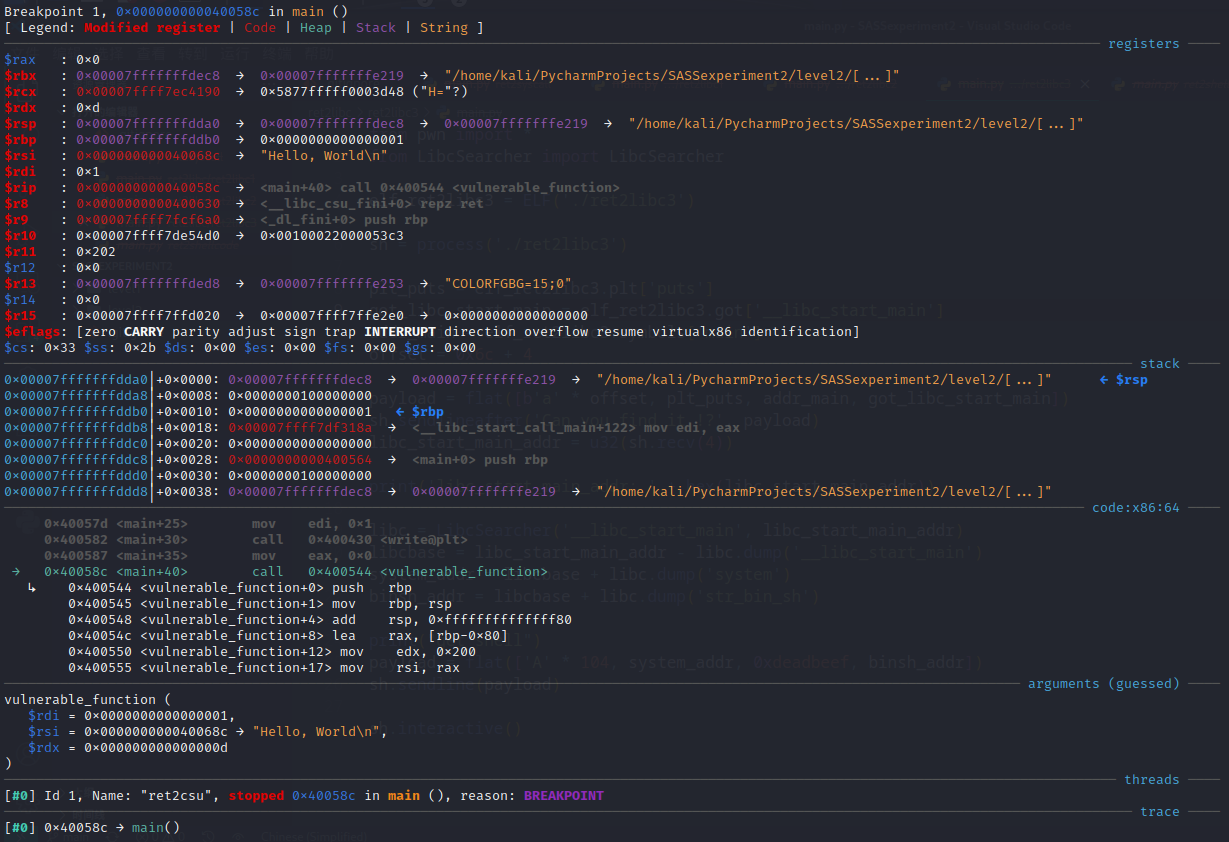 Breakpoint 1, 0×000000000040058c in main ()
[ Legend: Modified register | Code | Heap | Stack | String ]
registers
$rax : 0×0
$rbx : 0×00007fffffffdec8 → 0×00007fffffffe219 → "/home/kali/PycharmProjects/SASSexperiment2/level2/[ ... ]"
$rcx : 0×00007ffff7ec4190 → 0×5877fffff0003d48 ("H="?)
$rdx : 0×d
$rsp : 0×00007fffffffdda0 → 0×00007fffffffdec8 → 0×00007fffffffe219 → "/home/kali/PycharmProjects/SASSexperiment2/level2/[ ... ]"
$rbp : 0×00007fffffffddb0 → 0×0000000000000001
$rsi : 0×000000000040068c → "Hello, World\n"
$rdi : 0×1
$rip : 0×000000000040058c → <main+40> call 0×400544 <vulnerable_function>
$r8 : 0×0000000000400630 → <__libc_csu_fini+0> repz ret
$r9 : 0×00007ffff7fcf6a0 → <_dl_fini+0> push rbp
$r10 : 0×00007ffff7de54d0 → 0×00100022000053c3
$r11 : 0×202
$r12 : 0×0
$r13 : 0×00007fffffffded8 → 0×00007fffffffe253 → "COLORFGBG=15;0"
$r14 : 0×0
$r15 : 0×00007ffff7ffd020 → 0×00007ffff7ffe2e0 → 0×0000000000000000
$eflags: [zero CARRY parity adjust sign trap INTERRUPT direction overflow resume virtualx86 identification]
$cs: 0×33 $ss: 0×2b $ds: 0×00 $es: 0×00 $fs: 0×00 $gs: 0×00
stack
0×00007fffffffdda0│+0×0000: 0×00007fffffffdec8 → 0×00007fffffffe219 → "/home/kali/PycharmProjects/SASSexperiment2/level2/[ ... ]" ← $rsp
0×00007fffffffdda8│+0×0008: 0×0000000100000000
0×00007fffffffddb0│+0×0010: 0×0000000000000001 ← $rbp
0×00007fffffffddb8│+0×0018: 0×00007ffff7df318a → <__libc_start_call_main+122> mov edi, eax
0×00007fffffffddc0│+0×0020: 0×0000000000000000
0×00007fffffffddc8│+0×0028: 0×0000000000400564 → <main+0> push rbp
0×00007fffffffddd0│+0×0030: 0×0000000100000000
0×00007fffffffddd8│+0×0038: 0×00007fffffffdec8 → 0×00007fffffffe219 → "/home/kali/PycharmProjects/SASSexperiment2/level2/[ ... ]"
code:x86:64
0×40057d <main+25> mov edi, 0×1
0×400582 <main+30> call 0×400430 <write@plt>
0×400587 <main+35> mov eax, 0×0
→ 0×40058c <main+40> call 0×400544 <vulnerable_function>
↳ 0×400544 <vulnerable_function+0> push rbp
0×400545 <vulnerable_function+1> mov rbp, rsp
0×400548 <vulnerable_function+4> add rsp, 0×ffffffffffffff80
0×40054c <vulnerable_function+8> lea rax, [rbp-0×80]
0×400550 <vulnerable_function+12> mov edx, 0×200
0×400555 <vulnerable_function+17> mov rsi, rax
arguments (guessed)
vulnerable_function (
$rdi = 0×0000000000000001,
$rsi = 0×000000000040068c → "Hello, World\n",
$rdx = 0×000000000000000d
)
threads
[#0] Id 1, Name: "ret2csu", stopped 0×40058c in main (), reason: BREAKPOINT
trace
[#0] 0×40058c → main()